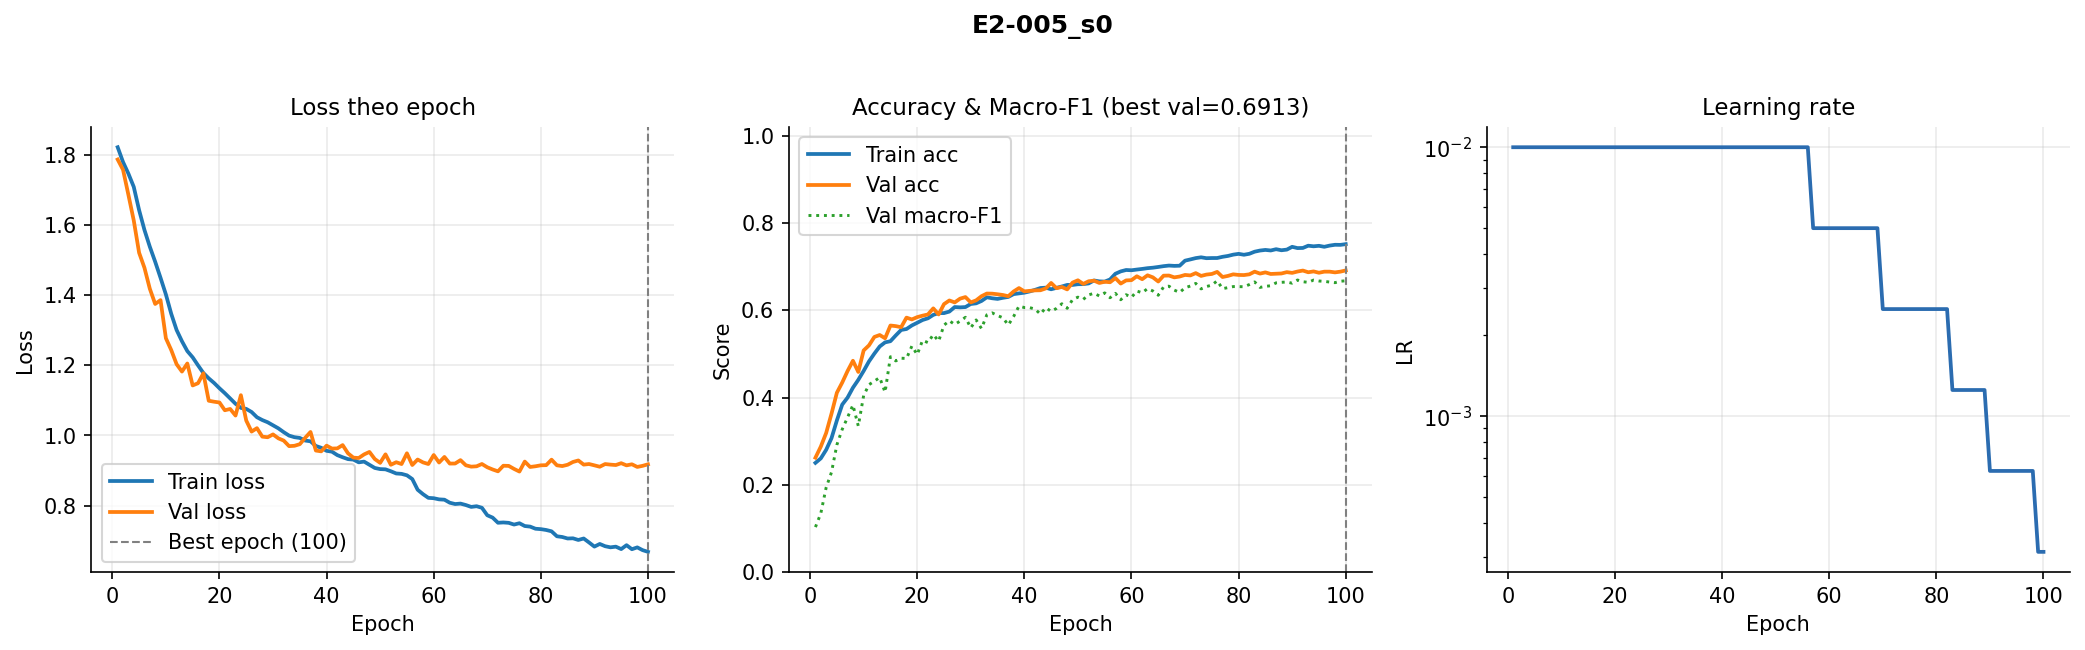 E2-005_s0
Loss theo epoch
Loss
1.8
1.6
1.4
1.2
1.0
0.8
Train loss
Val loss
Best epoch (100)
0 20 40 60 80 100
Epoch
Accuracy & Macro-F1 (best val=0.6913)
Score
1.0
0.8
0.6
0.4
0.2
0.0
Train acc
Val acc
Val macro-F1
0 20 40 60 80 100
Epoch
Learning rate
LR
10⁻²
10⁻³
0 20 40 60 80 100
Epoch